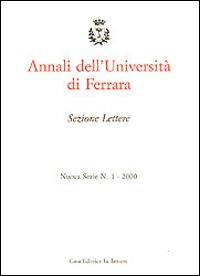 Annali dell'Università
di Ferrara
Sezione Lettere
Nuova Serie N. 1 - 2000
Casa Editrice Le Lettere